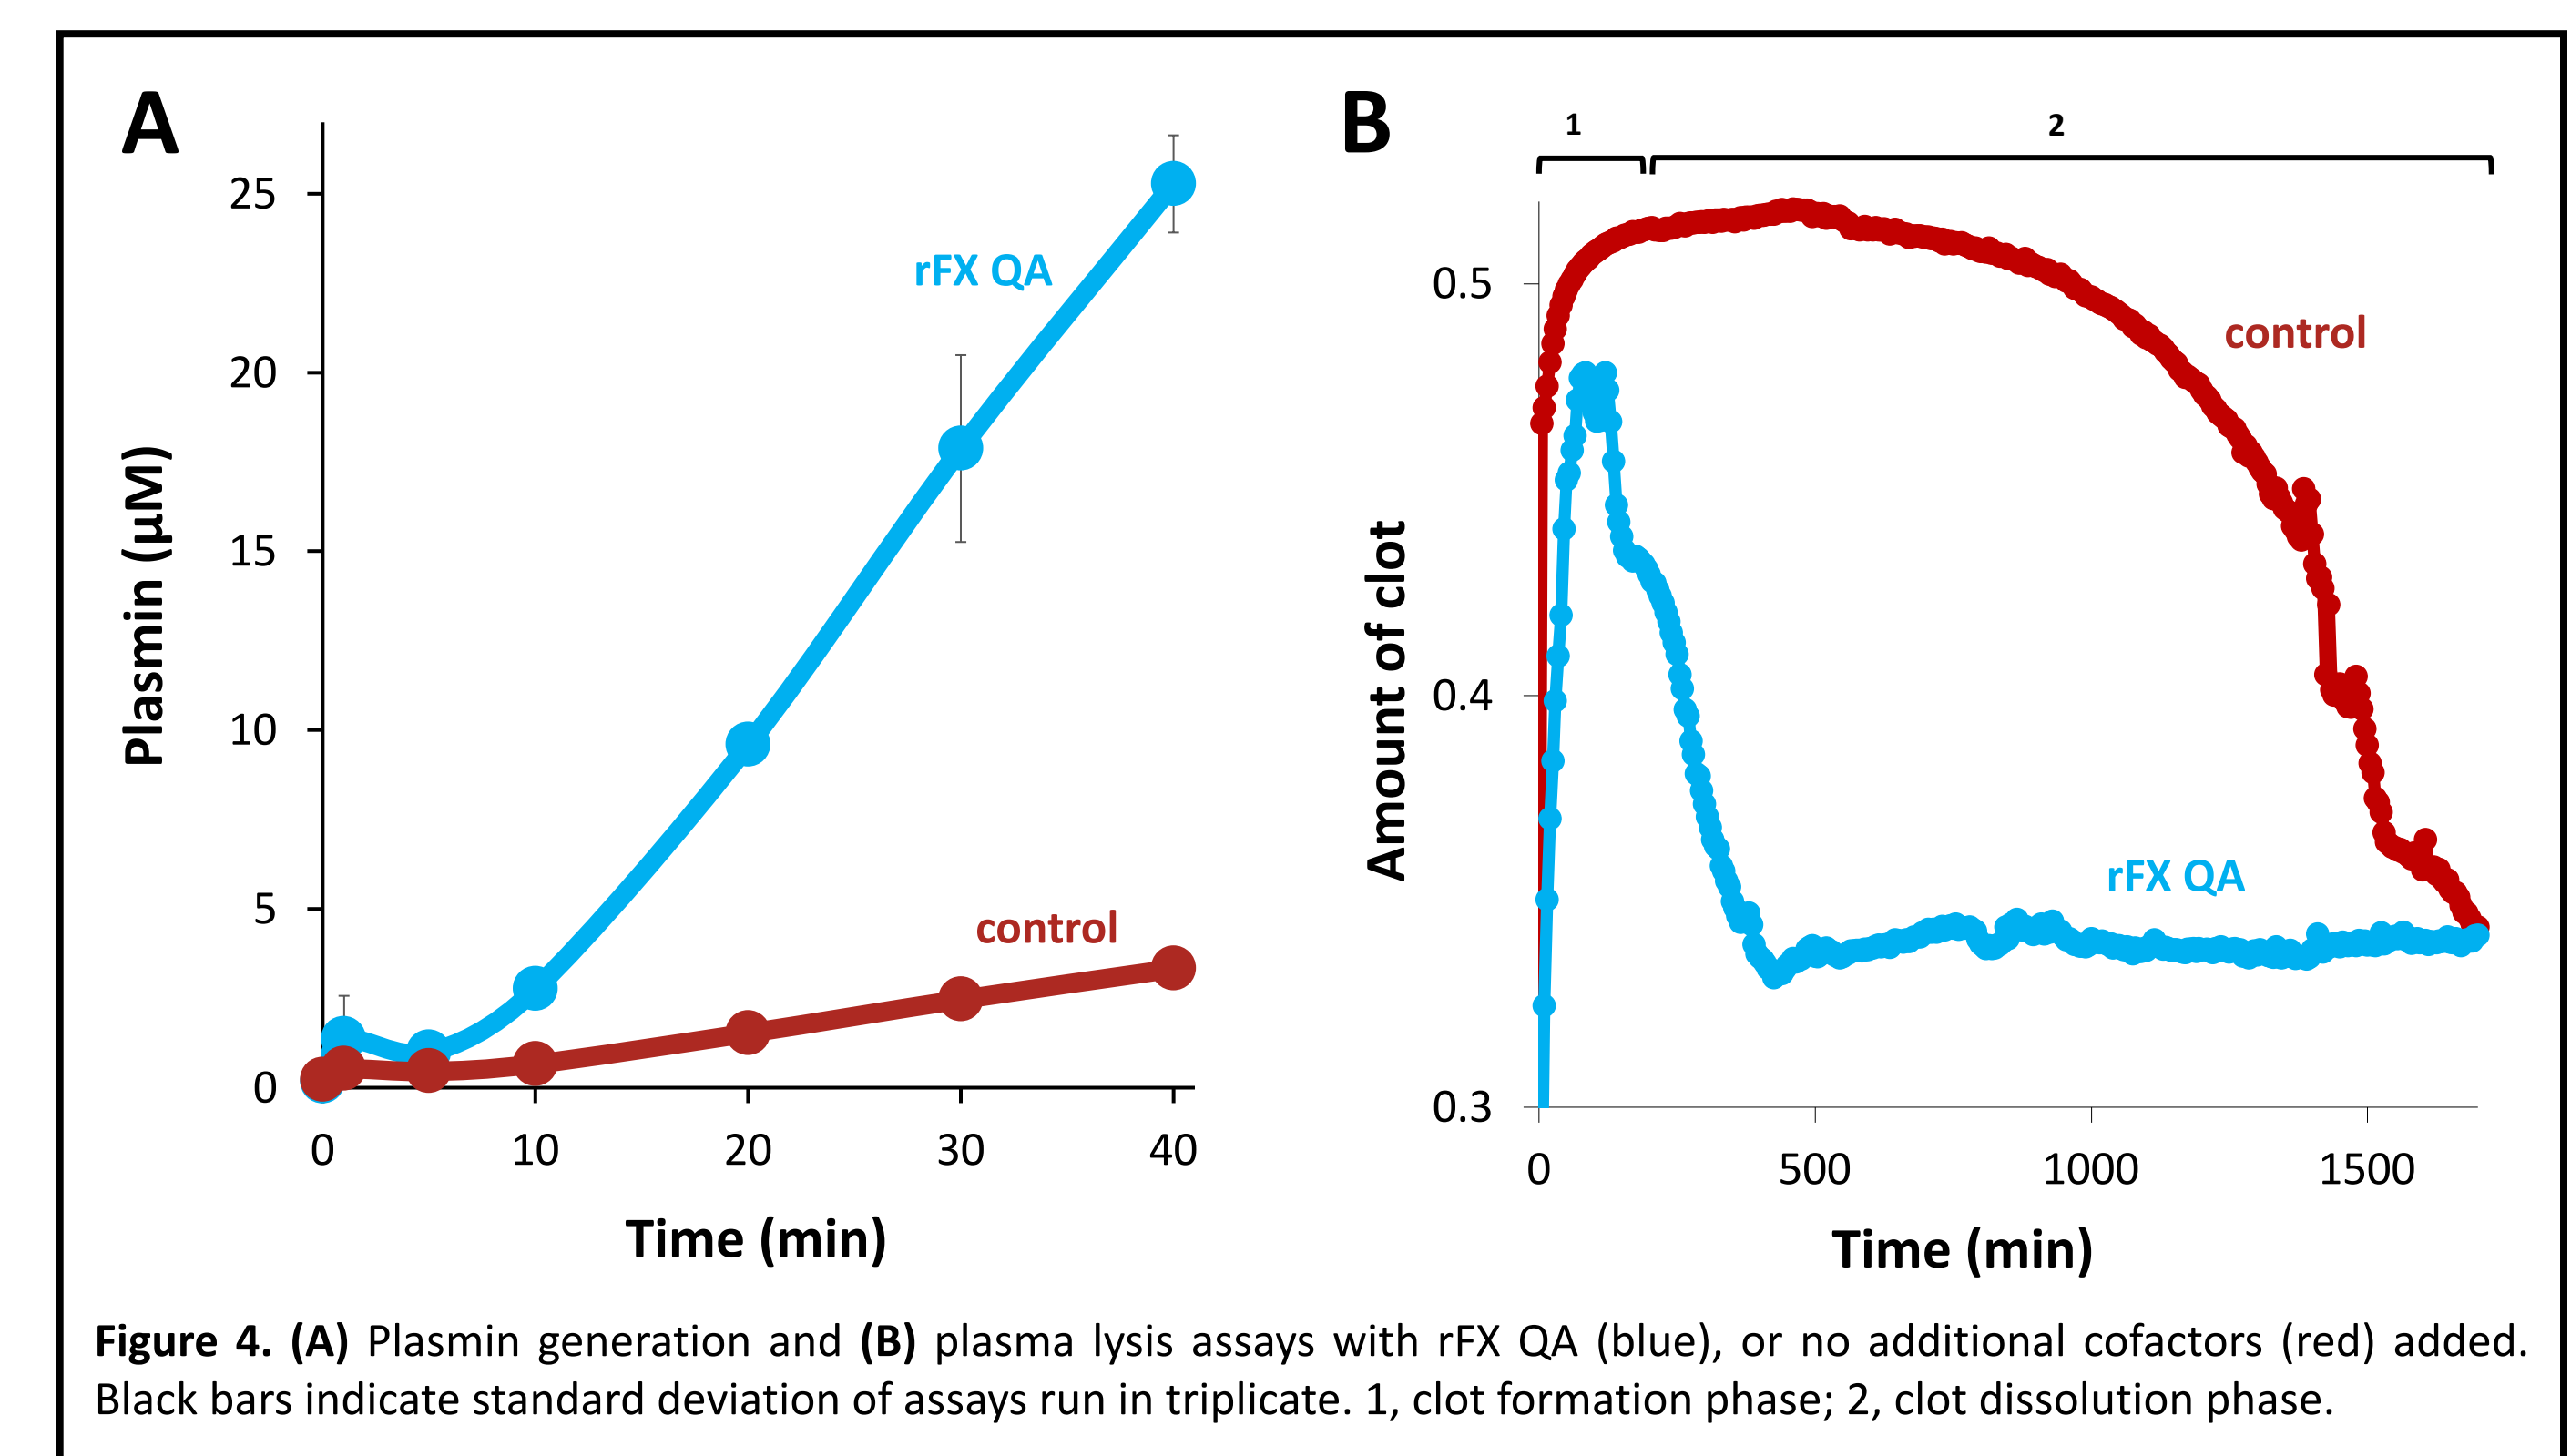 A
25
20
15
10
5
0
Plasmin (µM)
rFX QA
control
0 10 20 30 40
Time (min)
B
1 2
0.5
0.4
0.3
Amount of clot
control
rFX QA
0 500 1000 1500
Time (min)
Figure 4. (A) Plasmin generation and (B) plasma lysis assays with rFX QA (blue), or no additional cofactors (red) added.
Black bars indicate standard deviation of assays run in triplicate. 1, clot formation phase; 2, clot dissolution phase.